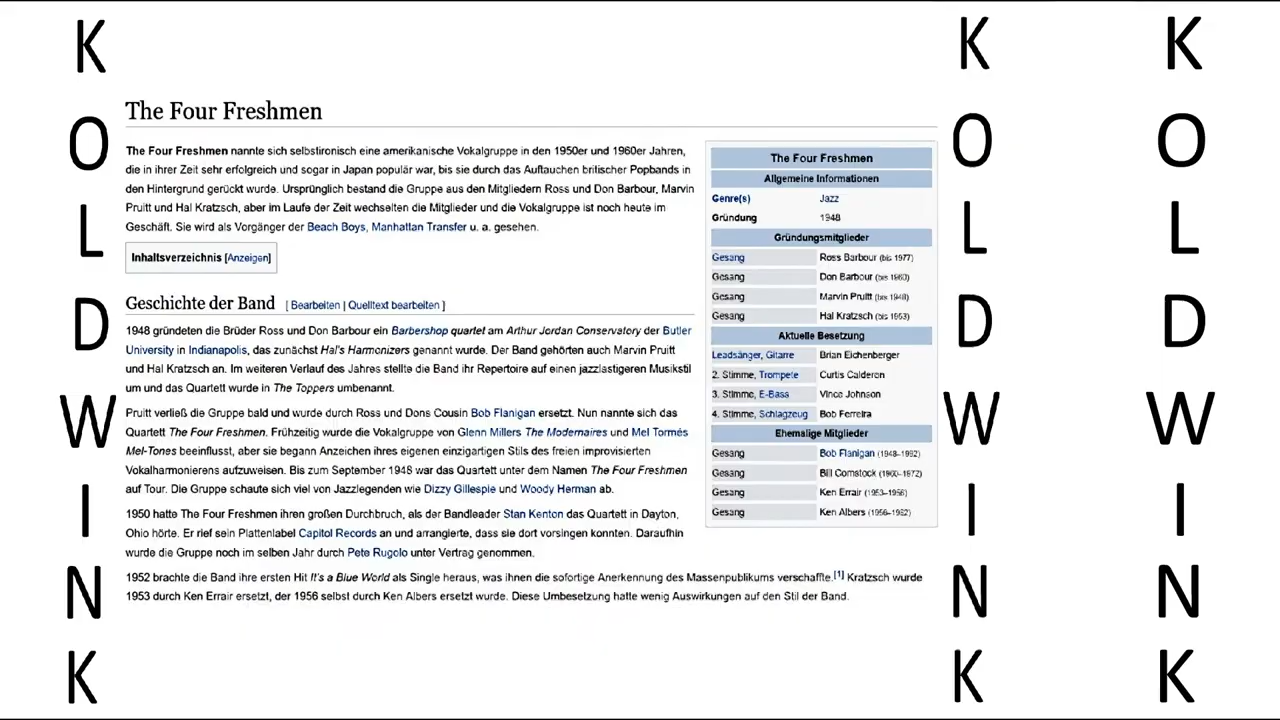 K
O
L
D
W
I
N
K
The Four Freshmen
The Four Freshmen nannte sich selbstironisch eine amerikanische Vokalgruppe in den 1950er und 1960er Jahren,
die in ihrer Zeit sehr erfolgreich und sogar in Japan populär war, bis sie durch das Auftauchen britischer Popbands in
den Hintergrund gerückt wurde. Ursprünglich bestand die Gruppe aus den Mitgliedern Ross und Don Barbour, Marvin
Pruitt und Hal Kratzsch, aber im Laufe der Zeit wechselten die Mitglieder und die Vokalgruppe ist noch heute im
Geschäft. Sie wird als Vorgänger der Beach Boys, Manhattan Transfer u. a. gesehen.
Inhaltsverzeichnis [Anzeigen]
Geschichte der Band [ Bearbeiten | Quelltext bearbeiten ]
1948 gründeten die Brüder Ross und Don Barbour ein Barbershop quartet am Arthur Jordan Conservatory der Butler
University in Indianapolis, das zunächst Hal's Harmonizers genannt wurde. Der Band gehörten auch Marvin Pruitt
und Hal Kratzsch an. Im weiteren Verlauf des Jahres stellte die Band ihr Repertoire auf einen jazzlastigeren Musikstil
um und das Quartett wurde in The Toppers umbenannt.
Pruitt verließ die Gruppe bald und wurde durch Ross und Dons Cousin Bob Flanigan ersetzt. Nun nannte sich das
Quartett The Four Freshmen. Frühzeitig wurde die Vokalgruppe von Glenn Millers The Modernaires und Mel Tormés
Mel-Tones beeinflusst, aber sie begann Anzeichen ihres eigenen einzigartigen Stils des freien improvisierten
Vokalharmonierens aufzuweisen. Bis zum September 1948 war das Quartett unter dem Namen The Four Freshmen
auf Tour. Die Gruppe schaute sich viel von Jazzlegenden wie Dizzy Gillespie und Woody Herman ab.
1950 hatte The Four Freshmen ihren großen Durchbruch, als der Bandleader Stan Kenton das Quartett in Dayton,
Ohio hörte. Er rief sein Plattenlabel Capitol Records an und arrangierte, dass sie dort vorsingen konnten. Daraufhin
wurde die Gruppe noch im selben Jahr durch Pete Rugolo unter Vertrag genommen.
1952 brachte die Band ihre ersten Hit It's a Blue World als Single heraus, was ihnen die sofortige Anerkennung des Massenpublikums verschaffte.[1] Kratzsch wurde
1953 durch Ken Errair ersetzt, der 1956 selbst durch Ken Albers ersetzt wurde. Diese Umbesetzung hatte wenig Auswirkungen auf den Stil der Band.
The Four Freshmen
Allgemeine Informationen
Genre(s) Jazz
Gründung 1948
Gründungsmitglieder
Gesang Ross Barbour (bis 1977)
Gesang Don Barbour (bis 1960)
Gesang Marvin Pruitt (bis 1948)
Gesang Hal Kratzsch (bis 1953)
Aktuelle Besetzung
Leadsänger, Gitarre Brian Eichenberger
2. Stimme, Trompete Curtis Calderon
3. Stimme, E-Bass Vince Johnson
4. Stimme, Schlagzeug Bob Ferreira
Ehemalige Mitglieder
Gesang Bob Flanigan (1948–1992)
Gesang Bill Comstock (1960–1972)
Gesang Ken Errair (1953–1956)
Gesang Ken Albers (1956–1982)
K
O
L
D
W
I
N
K
K
O
L
D
W
I
N
K